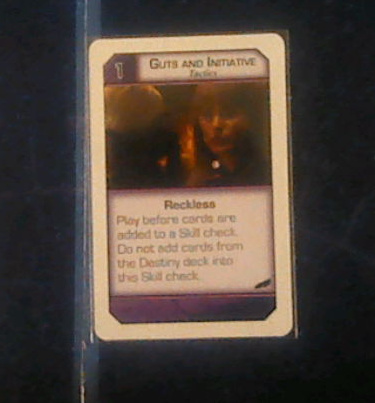 1
Guts and Initiative
Tactics
Reckless
Play before cards are
added to a Skill check.
Do not add cards from
the Destiny deck into
this Skill check.